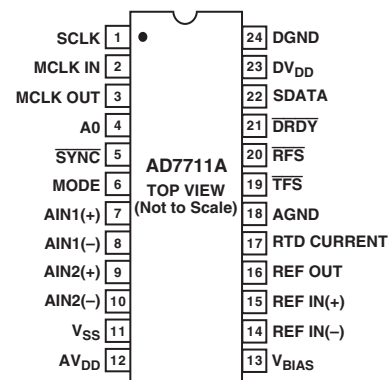 SCLK 1
MCLK IN 2
MCLK OUT 3
A0 4
SYNC 5
MODE 6
AIN1(+) 7
AIN1(–) 8
AIN2(+) 9
AIN2(–) 10
VSS 11
AVDD 12
AD7711A
TOP VIEW
(Not to Scale)
24 DGND
23 DVDD
22 SDATA
21 DRDY
20 RFS
19 TFS
18 AGND
17 RTD CURRENT
16 REF OUT
15 REF IN(+)
14 REF IN(–)
13 VBIAS